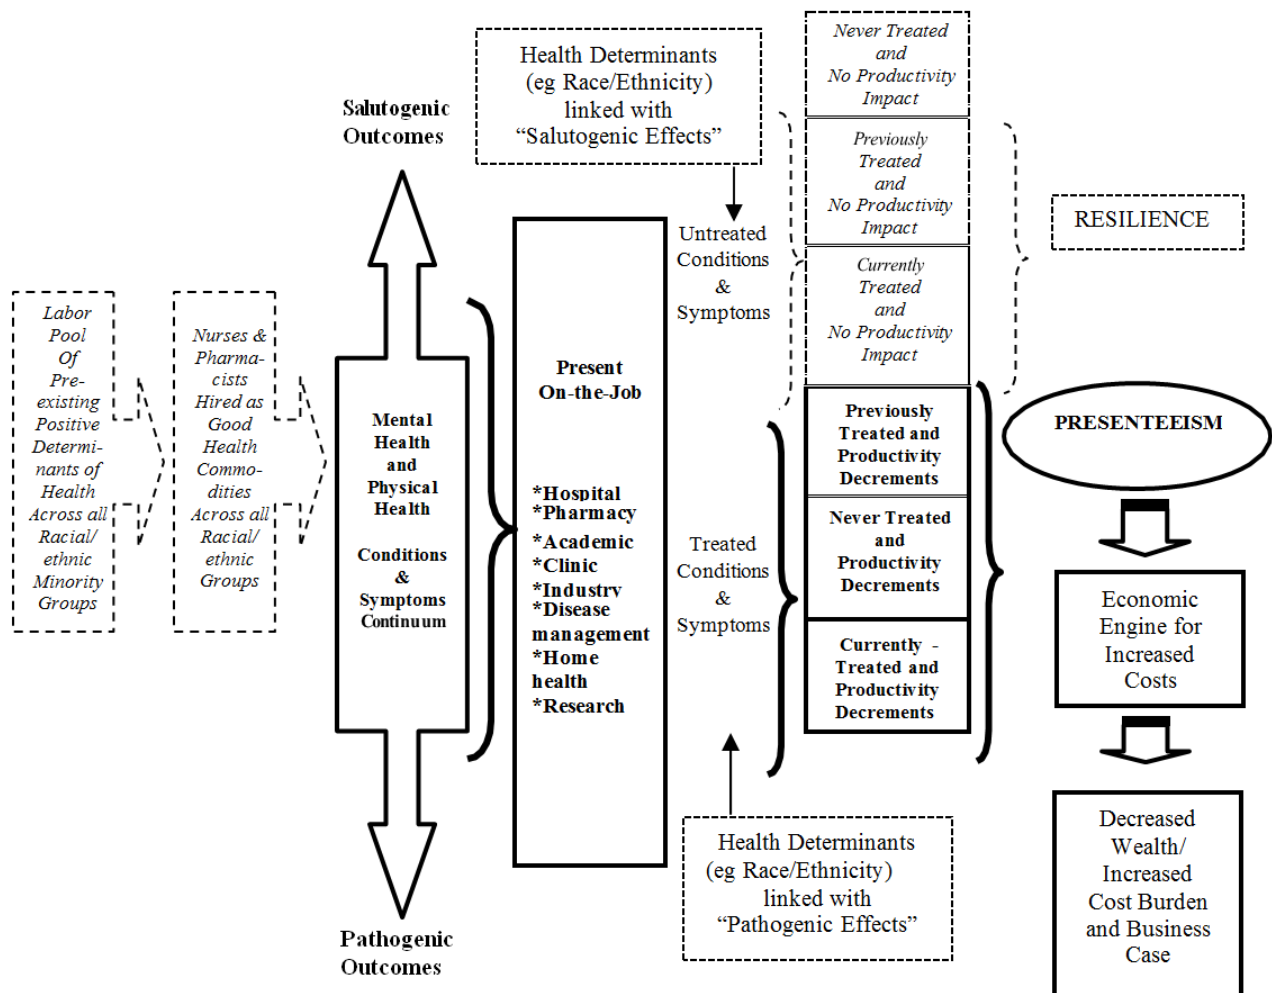 Labor
Pool
Of
Pre-
existing
Positive
Determi-
nants of
Health
Across all
Racial/
ethnic
Minority
Groups
Nurses &
Pharma-
cists
Hired as
Good
Health
Commo-
dities
Across all
Racial/
ethnic
Groups
Salutogenic
Outcomes
Mental
Health
and
Physical
Health
Conditions
&
Symptoms
Continuum
Pathogenic
Outcomes
Present
On-the-Job
*Hospital
*Pharmacy
*Academic
*Clinic
*Industry
*Disease
management
*Home
health
*Research
Health Determinants
(eg Race/Ethnicity)
linked with
“Salutogenic Effects”
Untreated
Conditions
&
Symptoms
Treated
Conditions
&
Symptoms
Health Determinants
(eg Race/Ethnicity)
linked with
“Pathogenic Effects”
Never Treated
and
No Productivity
Impact
Previously
Treated
and
No Productivity
Impact
Currently
Treated
and
No Productivity
Impact
Previously
Treated and
Productivity
Decrements
Never Treated
and
Productivity
Decrements
Currently -
Treated and
Productivity
Decrements
RESILIENCE
PRESENTEEISM
Economic
Engine for
Increased
Costs
Decreased
Wealth/
Increased
Cost Burden
and Business
Case